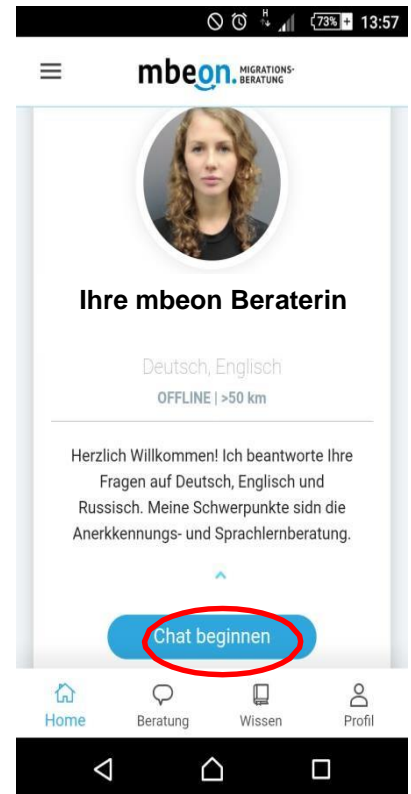 H 73% 13:57
mbeon. MIGRATIONS-
BERATUNG
Ihre mbeon Beraterin
Deutsch, Englisch
OFFLINE | >50 km
Herzlich Willkommen! Ich beantworte Ihre
Fragen auf Deutsch, Englisch und
Russisch. Meine Schwerpunkte sidn die
Anerkkennungs- und Sprachlernberatung.
Chat beginnen
Home Beratung Wissen Profil